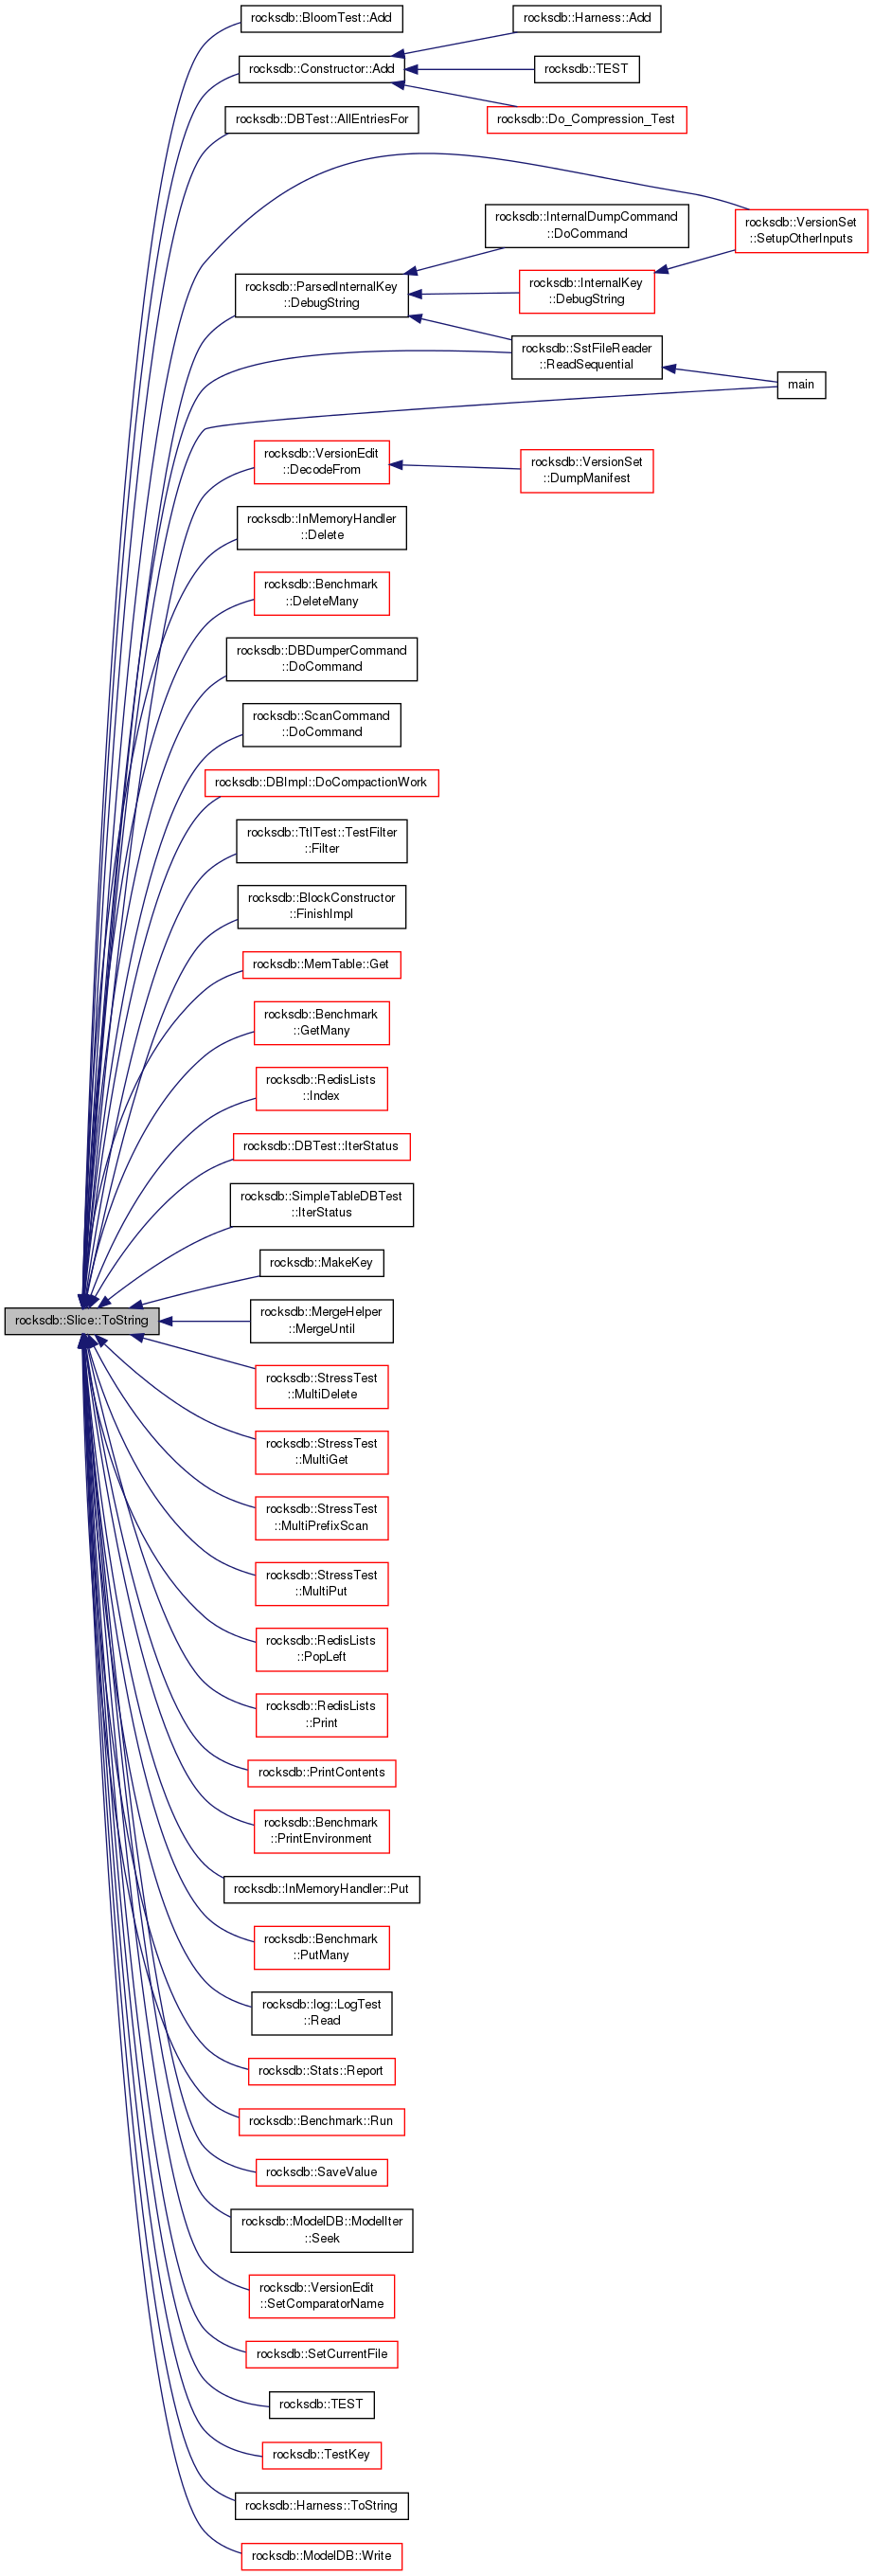 rocksdb::BloomTest::Add
rocksdb::Harness::Add
rocksdb::Constructor::Add
rocksdb::TEST
rocksdb::DBTest::AllEntriesFor
rocksdb::Do_Compression_Test
rocksdb::InternalDumpCommand
::DoCommand
rocksdb::VersionSet
::SetupOtherInputs
rocksdb::ParsedInternalKey
::DebugString
rocksdb::InternalKey
::DebugString
rocksdb::SstFileReader
::ReadSequential
main
rocksdb::VersionEdit
::DecodeFrom
rocksdb::VersionSet
::DumpManifest
rocksdb::InMemoryHandler
::Delete
rocksdb::Benchmark
::DeleteMany
rocksdb::DBDumperCommand
::DoCommand
rocksdb::ScanCommand
::DoCommand
rocksdb::DBImpl::DoCompactionWork
rocksdb::TtlTest::TestFilter
::Filter
rocksdb::BlockConstructor
::FinishImpl
rocksdb::MemTable::Get
rocksdb::Benchmark
::GetMany
rocksdb::RedisLists
::Index
rocksdb::DBTest::IterStatus
rocksdb::SimpleTableDBTest
::IterStatus
rocksdb::MakeKey
rocksdb::Slice::ToString
rocksdb::MergeHelper
::MergeUntil
rocksdb::StressTest
::MultiDelete
rocksdb::StressTest
::MultiGet
rocksdb::StressTest
::MultiPrefixScan
rocksdb::StressTest
::MultiPut
rocksdb::RedisLists
::PopLeft
rocksdb::RedisLists
::Print
rocksdb::PrintContents
rocksdb::Benchmark
::PrintEnvironment
rocksdb::InMemoryHandler::Put
rocksdb::Benchmark
::PutMany
rocksdb::log::LogTest
::Read
rocksdb::Stats::Report
rocksdb::Benchmark::Run
rocksdb::SaveValue
rocksdb::ModelDB::ModelIter
::Seek
rocksdb::VersionEdit
::SetComparatorName
rocksdb::SetCurrentFile
rocksdb::TEST
rocksdb::TestKey
rocksdb::Harness::ToString
rocksdb::ModelDB::Write